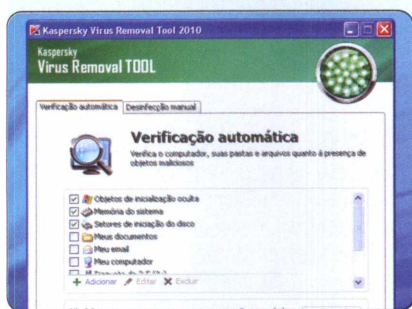 Kaspersky Virus Removal Tool 2010
Kaspersky
Virus Removal TOOL
Verificação automática
Desinfecção manual
Verificação automática
Verifica o computador, suas pastas e arquivos quanto à presença de
objetos maliciosos
Objetos de inicialização oculta
Memória do sistema
Setores de iniciação do disco
Meus documentos
Meu email
Meu computador
Adicionar
Editar
Excluir